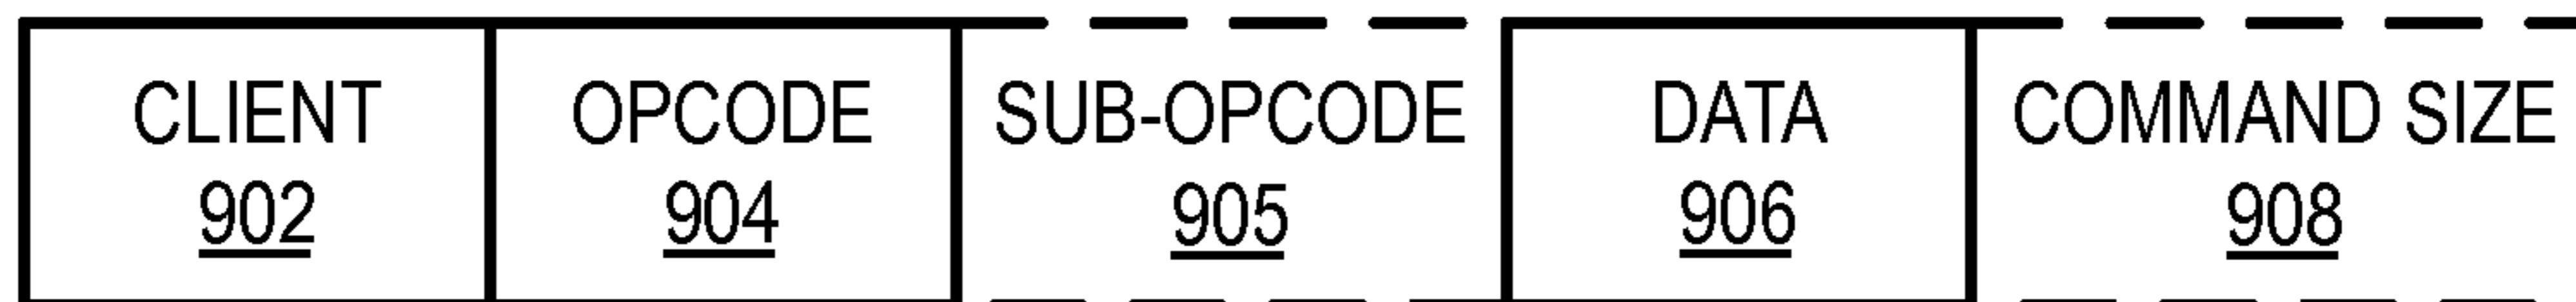 CLIENT OPCODE SUB-OPCODE DATA COMMAND SIZE
902 904 905 906 908